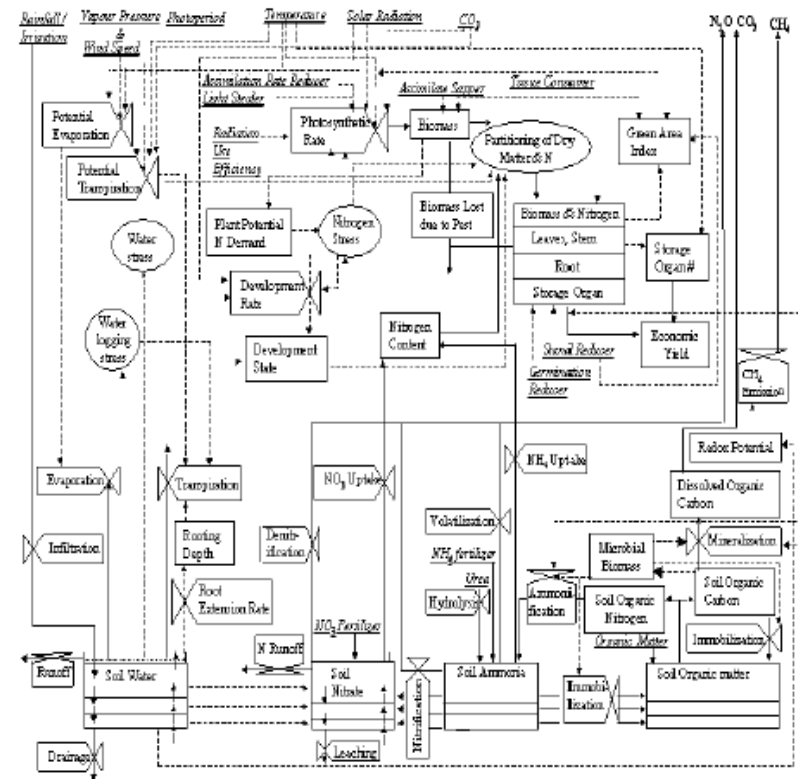 Rainfall/
Irrigation
Vapour Pressure
&
Wind Speed
Photoperiod
Temperature
Solar Radiation
CO2
N2O CO2 CH4
Assimilation Rate Reducer
Light Stealer
Assimilate Sapper
Tissue Consumer
Potential
Evaporation
Potential
Transpiration
Radiation
Use
Efficiency
Photosynthetic
Rate
Biomass
Partitioning of Dry
Matter & N
Green Area
Index
Water
stress
Plant Potential
N Demand
Nitrogen
Stress
Biomass Lost
due to Pest
Biomass & Nitrogen
Leaves, Stem
Root
Storage Organ
Storage
Organ#
Development
Rate
Water
logging
stress
Development
State
Nitrogen
Content
Germination
Reducer
Economic
Yield
CH4
Emission
Redox Potential
Evaporation
Transpiration
NO3 Uptake
NH4 Uptake
Dissolved Organic
Carbon
Infiltration
Rooting
Depth
Denitr-
ification
Volatilization
Mineralization
Microbial
Biomass
NH4 fertilizer
Urea
Hydrolysis
Ammon-
ification
Soil Organic
Carbon
Soil Organic
Nitrogen
Root
Extension Rate
NO3 Fertilizer
Organic Matter
Immobilization
Runoff
Soil Water
N Runoff
Soil
Nitrate
Nitrification
Soil Ammonia
Immobi-
lization
Soil Organic matter
Drainage
Leaching